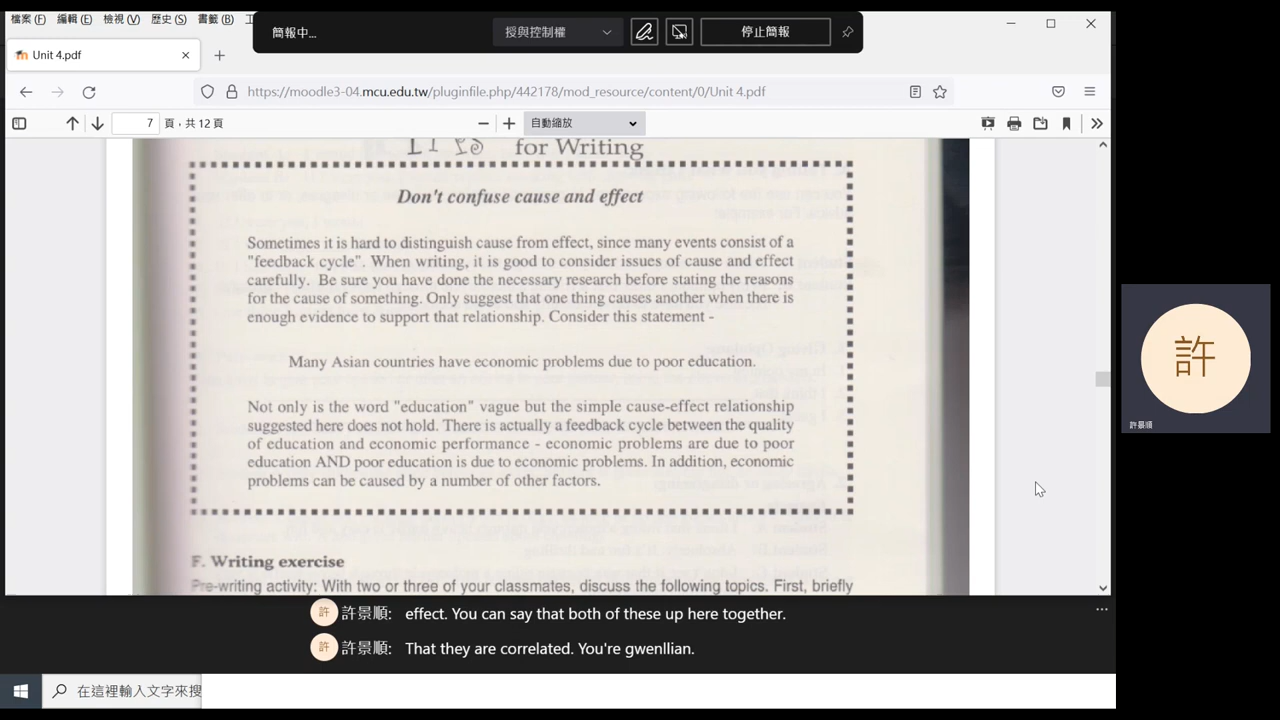 檔案 (F) 編輯 (E) 檢視 (V) 歷史 (S) 書籤 (B)
簡報中...
授與控制權
停止簡報
Unit 4.pdf
https://moodle3-04.mcu.edu.tw/pluginfile.php/442178/mod_resource/content/0/Unit 4.pdf
7 頁，共 12 頁
自動縮放
for Writing
Don't confuse cause and effect
Sometimes it is hard to distinguish cause from effect, since many events consist of a
"feedback cycle". When writing, it is good to consider issues of cause and effect
carefully. Be sure you have done the necessary research before stating the reasons
for the cause of something. Only suggest that one thing causes another when there is
enough evidence to support that relationship. Consider this statement -
Many Asian countries have economic problems due to poor education.
Not only is the word "education" vague but the simple cause-effect relationship
suggested here does not hold. There is actually a feedback cycle between the quality
of education and economic performance - economic problems are due to poor
education AND poor education is due to economic problems. In addition, economic
problems can be caused by a number of other factors.
F. Writing exercise
Pre-writing activity: With two or three of your classmates, discuss the following topics. First, briefly
許 許景順: effect. You can say that both of these up here together.
許 許景順: That they are correlated. You're gwenllian.
在這裡輸入文字來搜
許
許景順